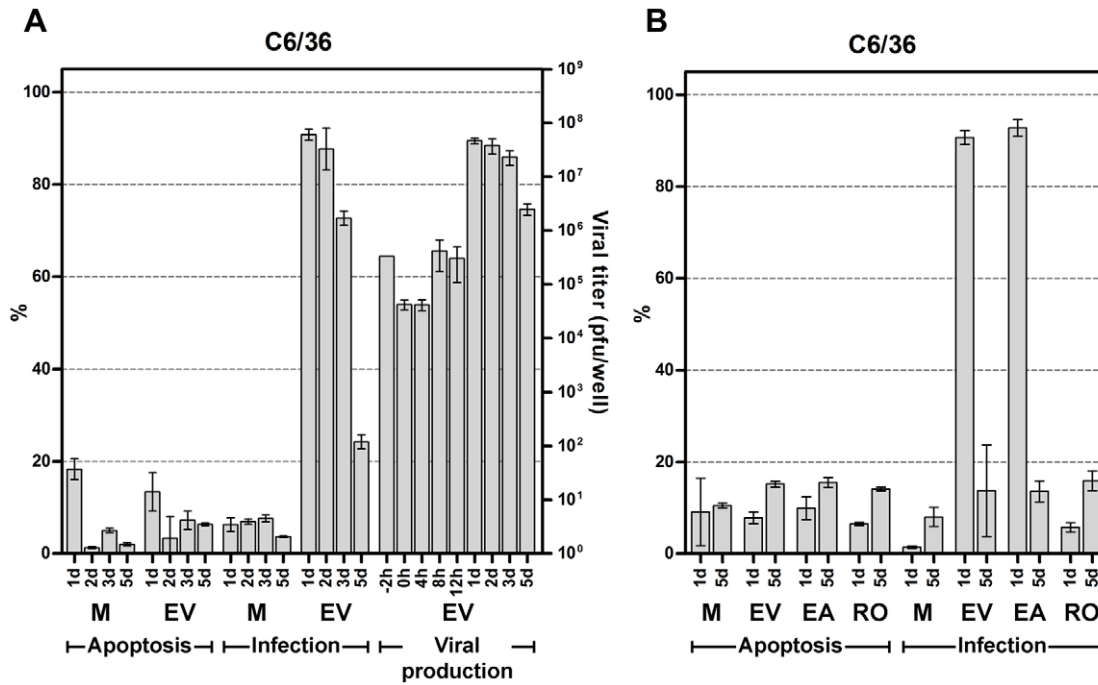 A
C6/36
100
80
60
40
20
0
%
10⁹
10⁸
10⁷
10⁶
10⁵
10⁴
10³
10²
10¹
10⁰
Viral titer (pfu/well)
1d 2d 3d 5d 1d 2d 3d 5d 1d 2d 3d 5d 1d 2d 3d 5d -2h 0h 4h 8h 12h 1d 2d 3d 5d
M EV M EV EV
Apoptosis Infection Viral
production
B
C6/36
100
80
60
40
20
0
%
1d 5d 1d 5d 1d 5d 1d 5d 1d 5d 1d 5d 1d 5d 1d 5d
M EV EA RO M EV EA RO
Apoptosis Infection